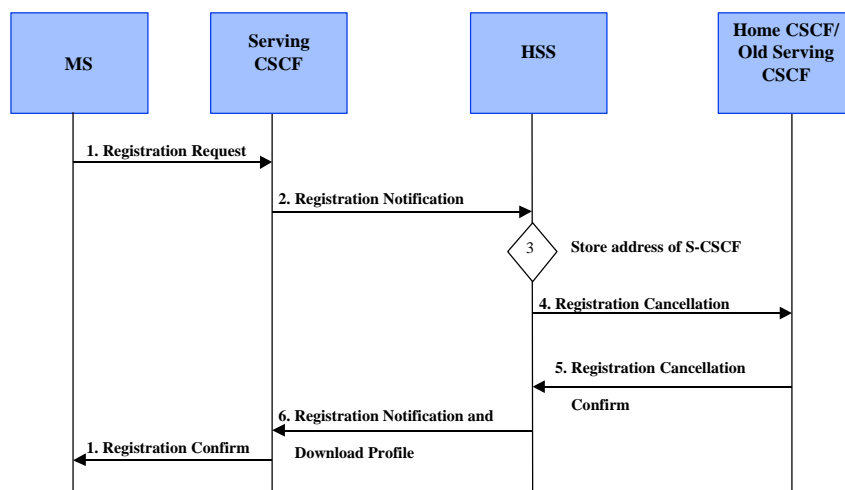 MS
Serving
CSCF
HSS
Home CSCF/
Old Serving
CSCF
1. Registration Request
2. Registration Notification
3
Store address of S-CSCF
4. Registration Cancellation
5. Registration Cancellation
Confirm
6. Registration Notification and
Download Profile
1. Registration Confirm